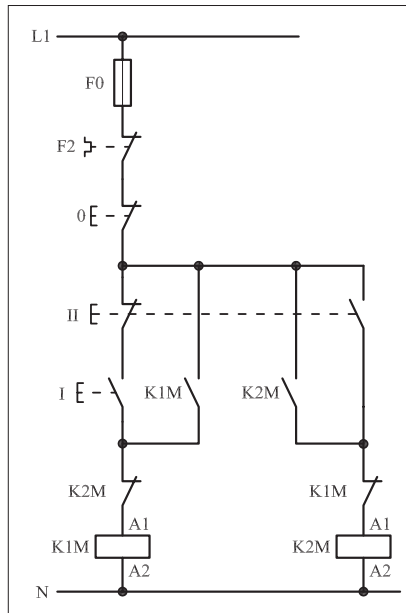 L1
F0
F2
0
II
I K1M K2M
K2M K1M
A1 A1
K1M K2M
A2 A2
N